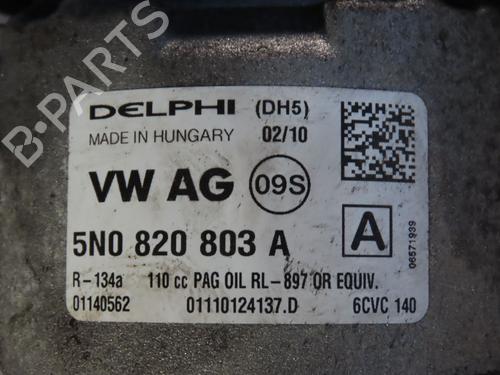 DELPHI (DH5)
MADE IN HUNGARY 02/10
VW AG 09S
5N0 820 803 A A
R-134a 110 cc PAG OIL RL-897 OR EQUIV.
01140562 01110124137.D 6CVC 140
06571939
B-PARTS